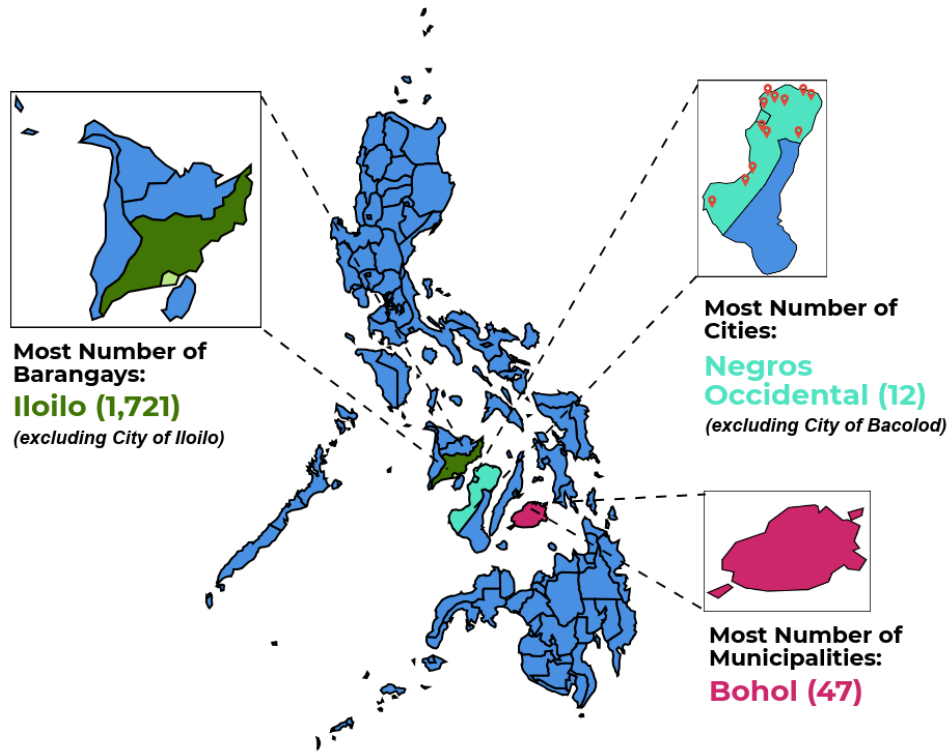 Most Number of
Barangays:
Iloilo (1,721)
(excluding City of Iloilo)
Most Number of
Cities:
Negros
Occidental (12)
(excluding City of Bacolod)
Most Number of
Municipalities:
Bohol (47)